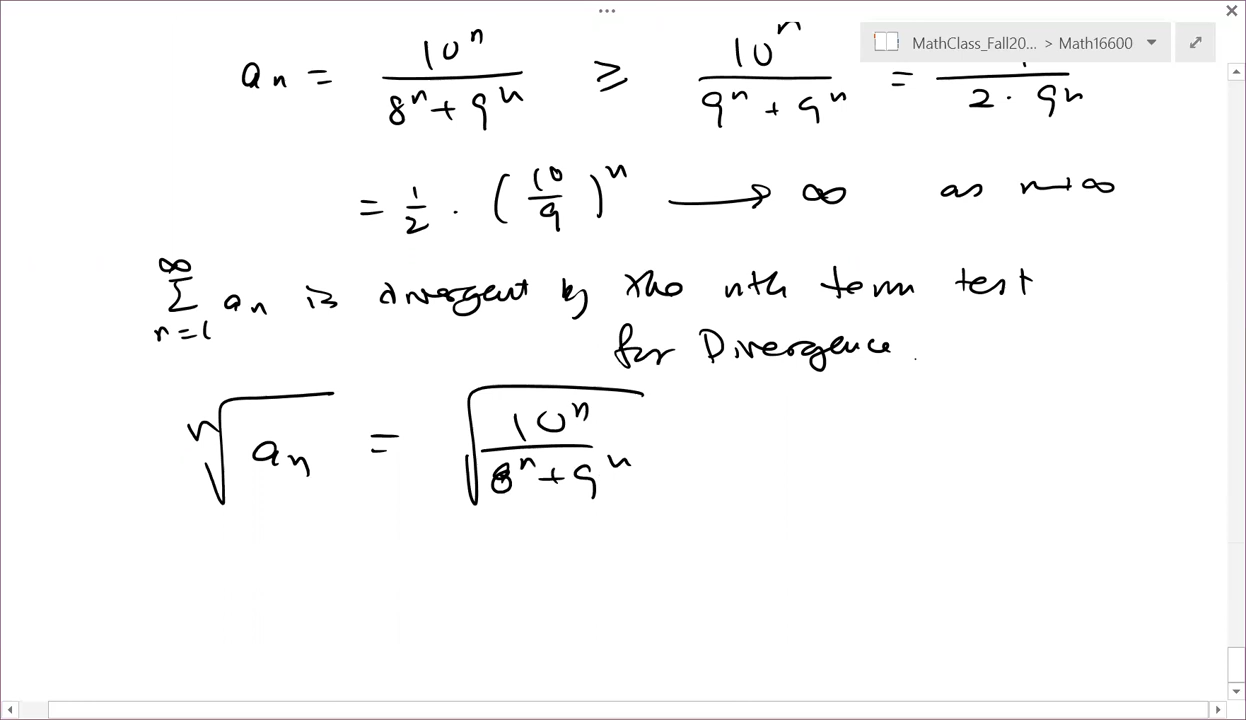 MathClass_Fall20... > Math16600
aₙ = 10ⁿ / (8ⁿ + 9ⁿ) ≥ 10ⁿ / (9ⁿ + 9ⁿ) = / 2 · 9ⁿ
= 1/2 · (10/9)ⁿ ⟶ ∞ as n→∞
∞ Σ n=1 aₙ is divergent by the nth term test
for Divergence.
ⁿ√aₙ = √(10ⁿ / (8ⁿ + 9ⁿ))